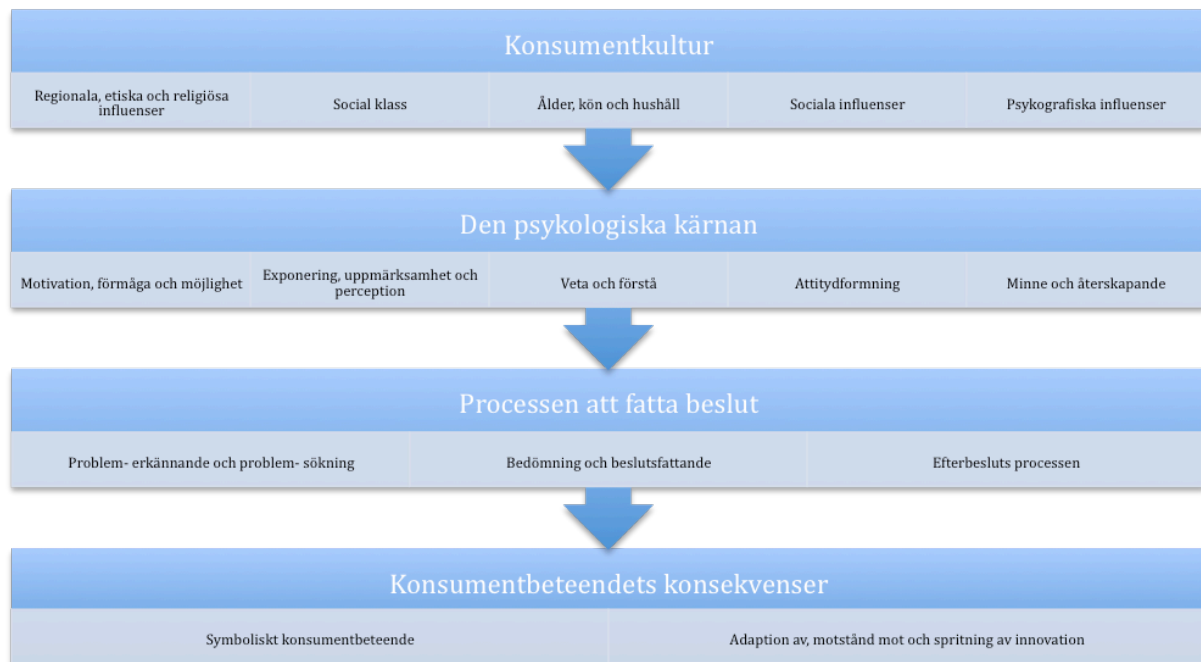 Konsumentkultur
Regionala, etiska och religiösa
influenser
Social klass
Ålder, kön och hushåll
Sociala influenser
Psykografiska influenser
Den psykologiska kärnan
Motivation, förmåga och möjlighet
Exponering, uppmärksamhet och
perception
Veta och förstå
Attitydformning
Minne och återskapande
Processen att fatta beslut
Problem- erkännande och problem- sökning
Bedömning och beslutsfattande
Efterbesluts processen
Konsumentbeteendets konsekvenser
Symboliskt konsumentbeteende
Adaption av, motstånd mot och spritning av innovation